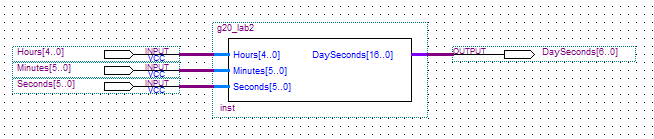 g20_lab2
Hours[4..0] INPUT VCC Hours[4..0] DaySeconds[16..0] OUTPUT DaySeconds[6..0]
Minutes[5..0] INPUT VCC Minutes[5..0]
Seconds[5..0] INPUT VCC Seconds[5..0]
inst